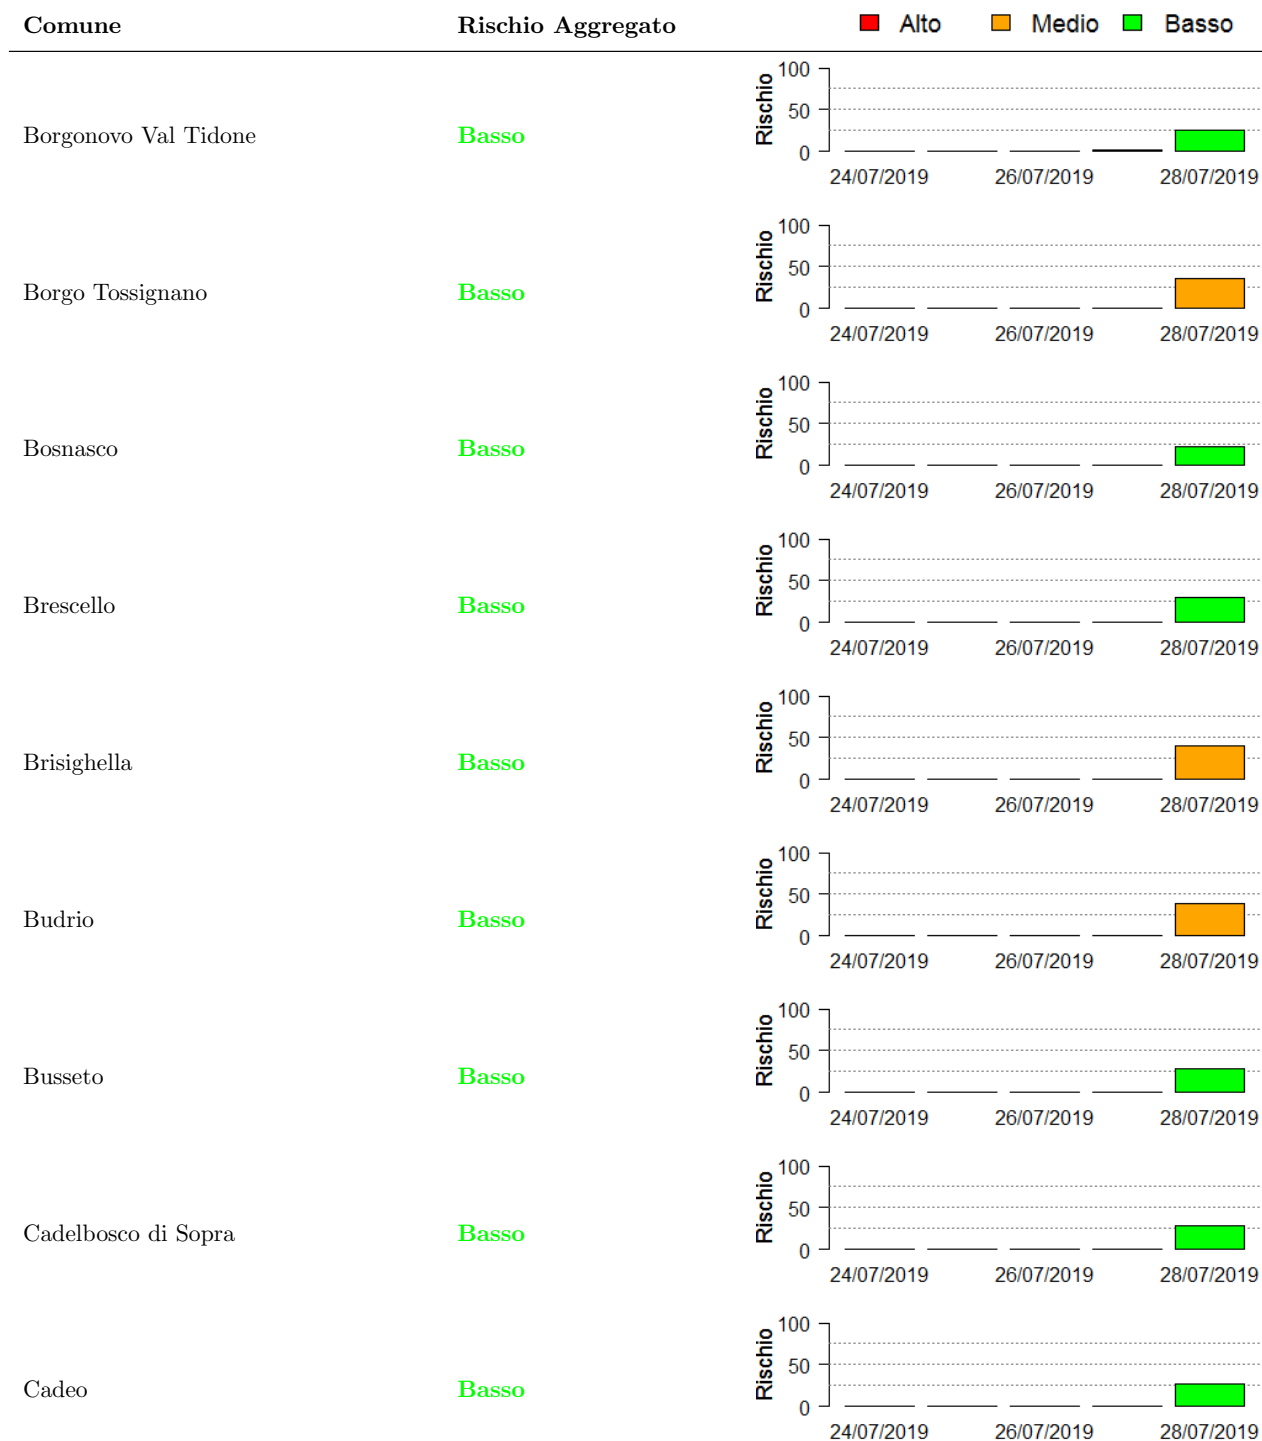 Comune Rischio Aggregato Alto Medio Basso
100
50
0
Rischio
Borgonovo Val Tidone Basso
24/07/2019 26/07/2019 28/07/2019
100
50
0
Rischio
Borgo Tossignano Basso
24/07/2019 26/07/2019 28/07/2019
100
50
0
Rischio
Bosnasco Basso
24/07/2019 26/07/2019 28/07/2019
100
50
0
Rischio
Brescello Basso
24/07/2019 26/07/2019 28/07/2019
100
50
0
Rischio
Brisighella Basso
24/07/2019 26/07/2019 28/07/2019
100
50
0
Rischio
Budrio Basso
24/07/2019 26/07/2019 28/07/2019
100
50
0
Rischio
Busseto Basso
24/07/2019 26/07/2019 28/07/2019
100
50
0
Rischio
Cadelbosco di Sopra Basso
24/07/2019 26/07/2019 28/07/2019
100
50
0
Rischio
Cadeo Basso
24/07/2019 26/07/2019 28/07/2019